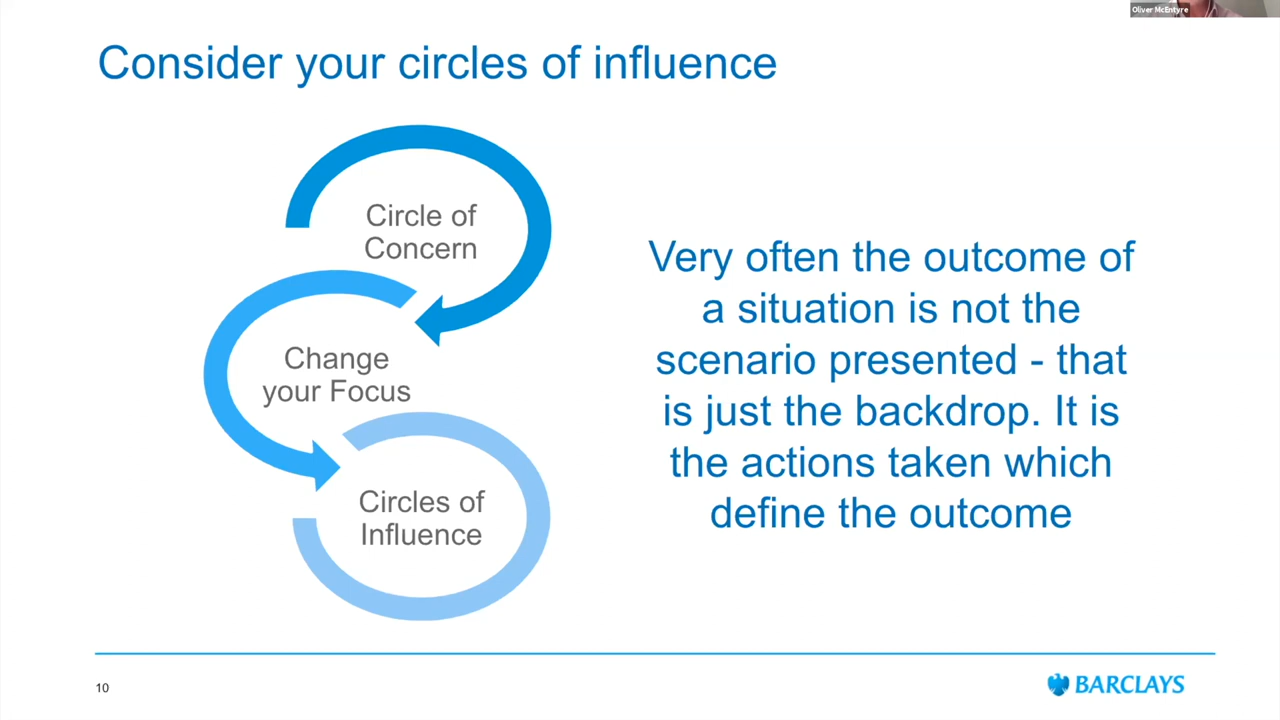 Oliver McEntyre
Consider your circles of influence
Circle of
Concern
Change
your Focus
Circles of
Influence
Very often the outcome of
a situation is not the
scenario presented - that
is just the backdrop. It is
the actions taken which
define the outcome
10
BARCLAYS